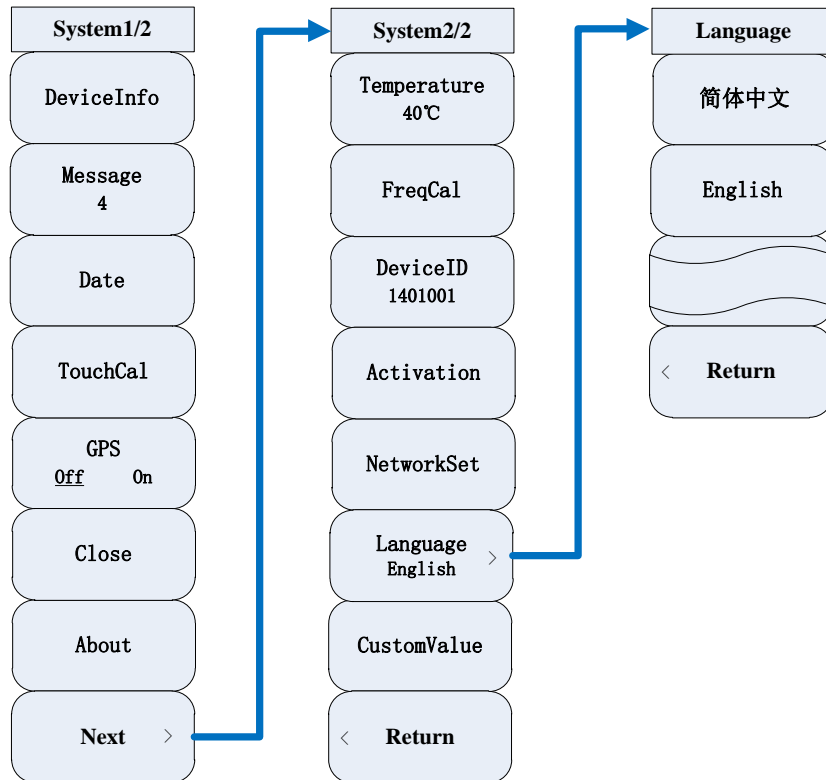 System1/2
DeviceInfo
Message
4
Date
TouchCal
GPS
Off On
Close
About
Next >
System2/2
Temperature
40℃
FreqCal
DeviceID
1401001
Activation
NetworkSet
Language >
English
CustomValue
< Return
Language
简体中文
English
< Return